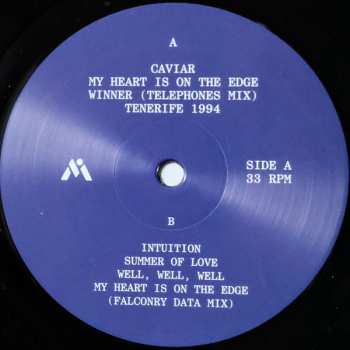 A
CAVIAR
MY HEART IS ON THE EDGE
WINNER (TELEPHONES MIX)
TENERIFE 1994
SIDE A
33 RPM
B
INTUITION
SUMMER OF LOVE
WELL, WELL, WELL
MY HEART IS ON THE EDGE
(FALCONRY DATA MIX)